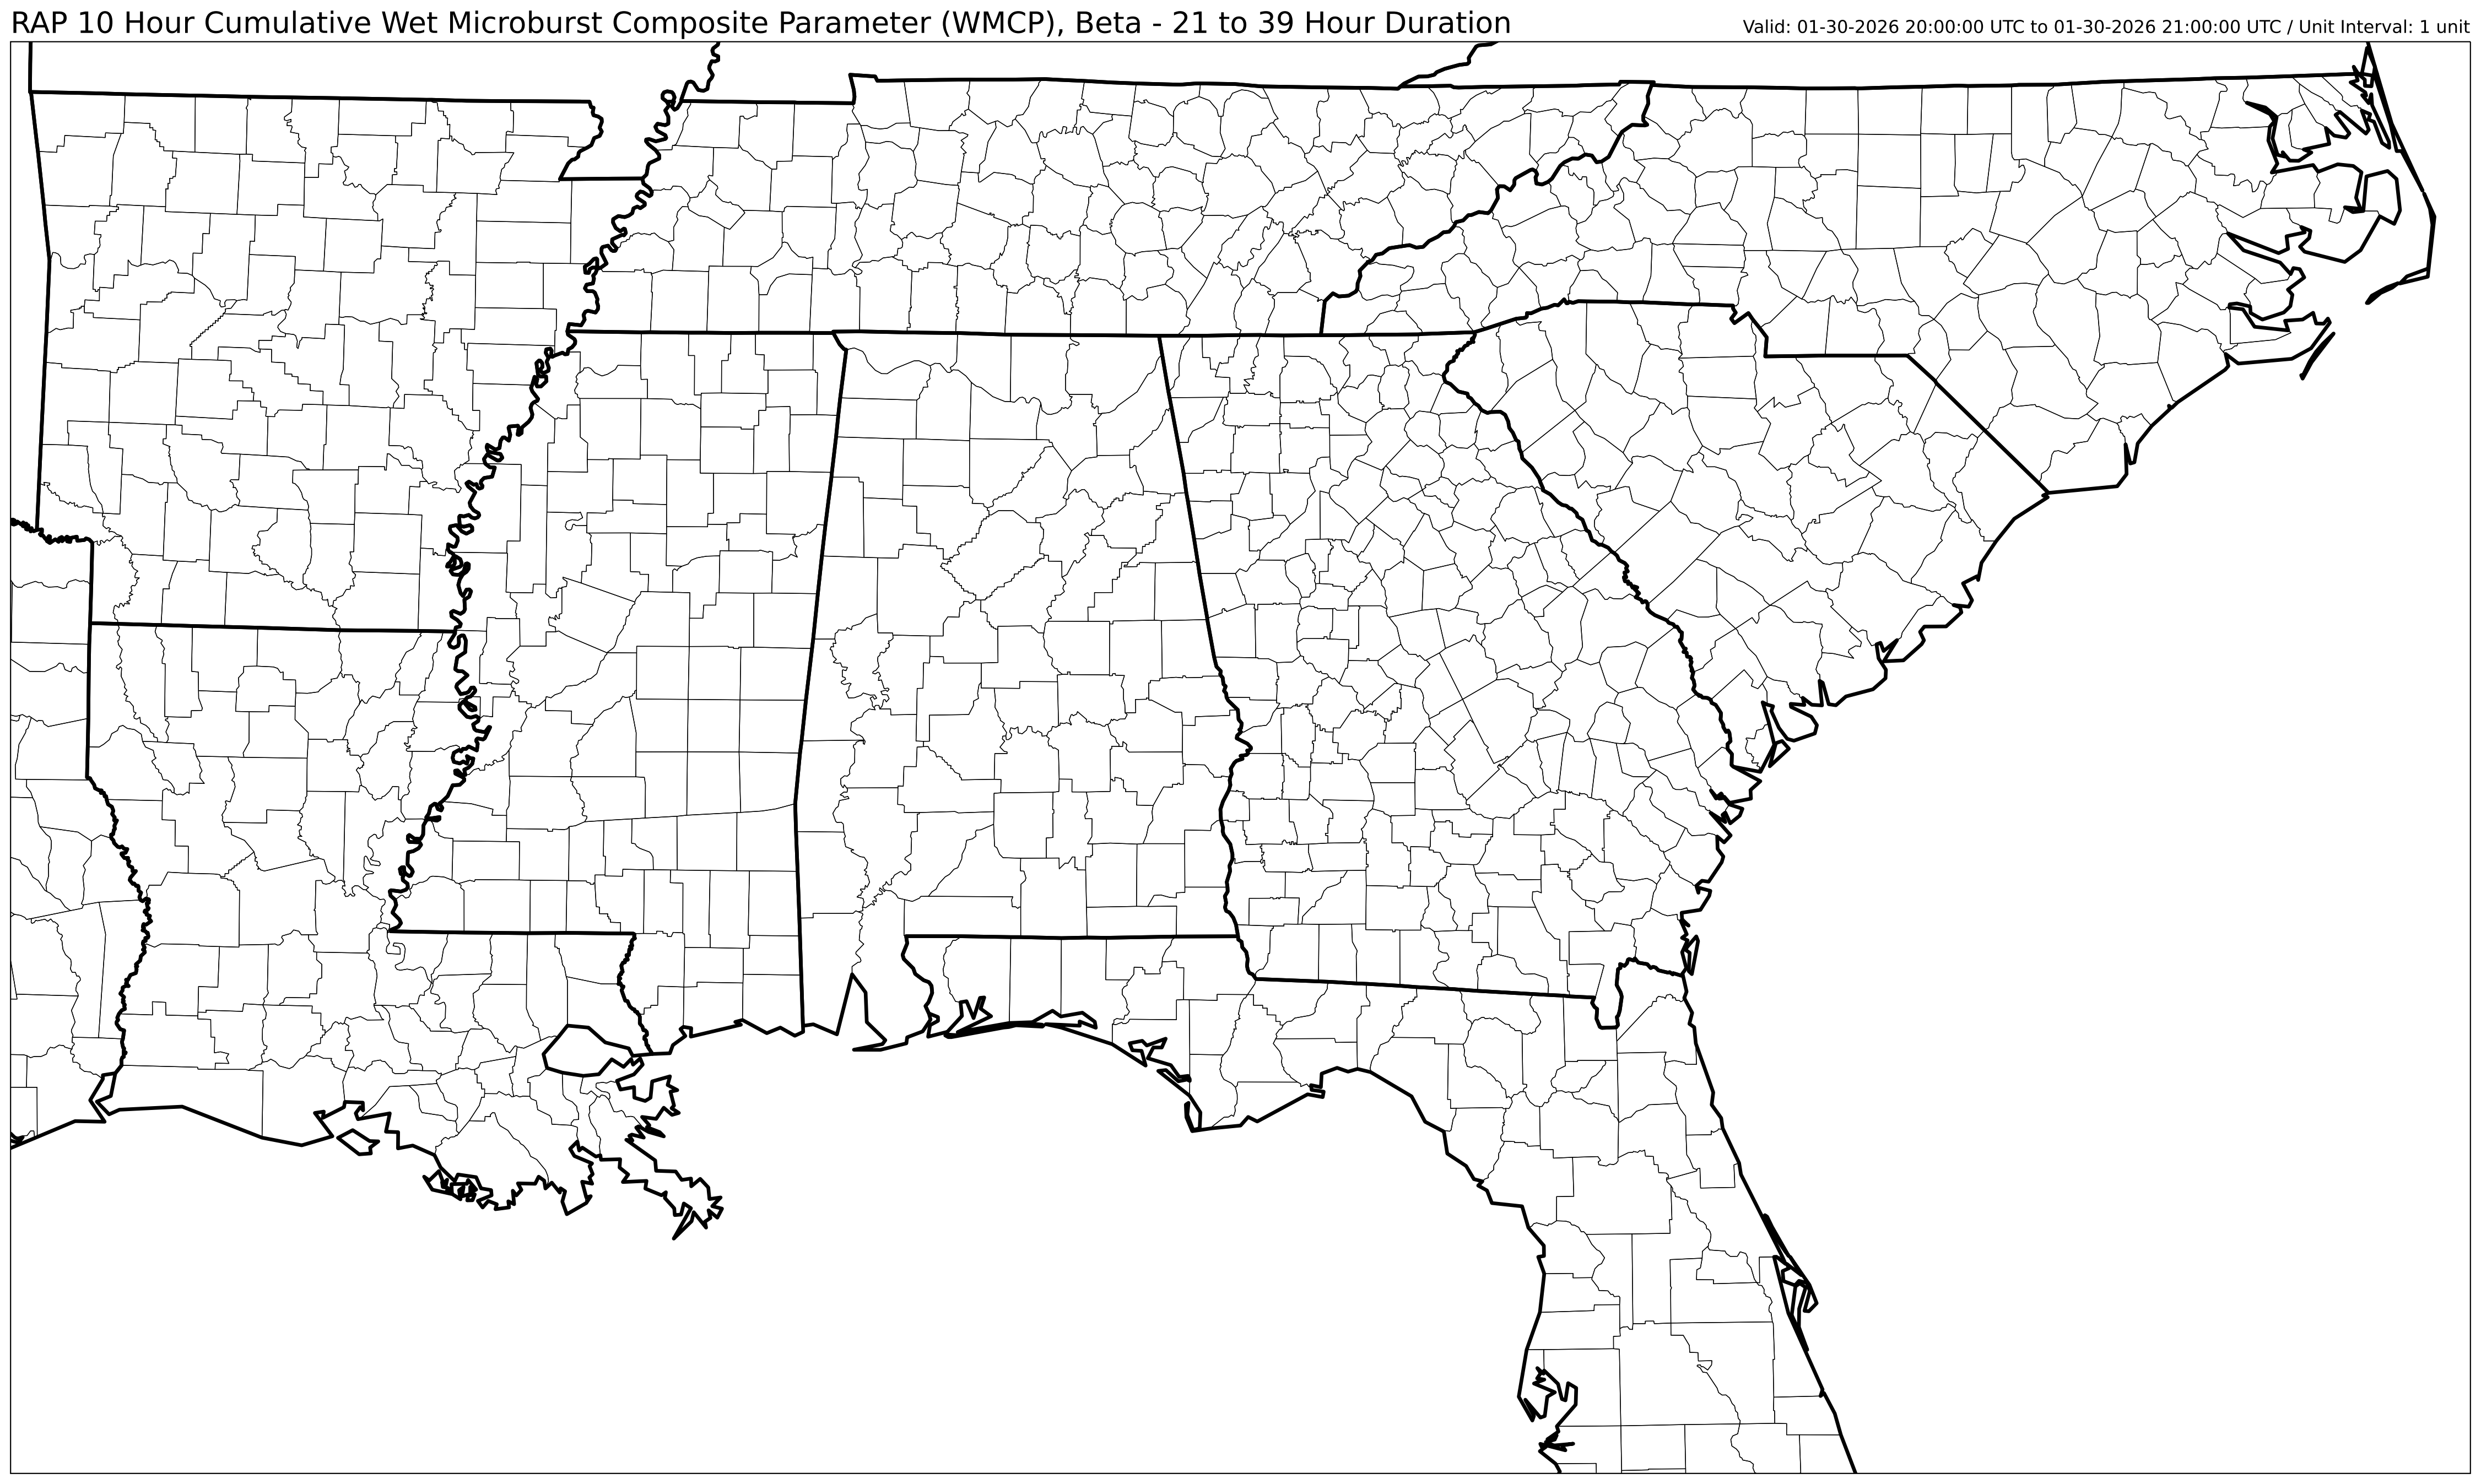 RAP 10 Hour Cumulative Wet Microburst Composite Parameter (WMCP), Beta - 21 to 39 Hour Duration
Valid: 01-30-2026 20:00:00 UTC to 01-30-2026 21:00:00 UTC / Unit Interval: 1 unit